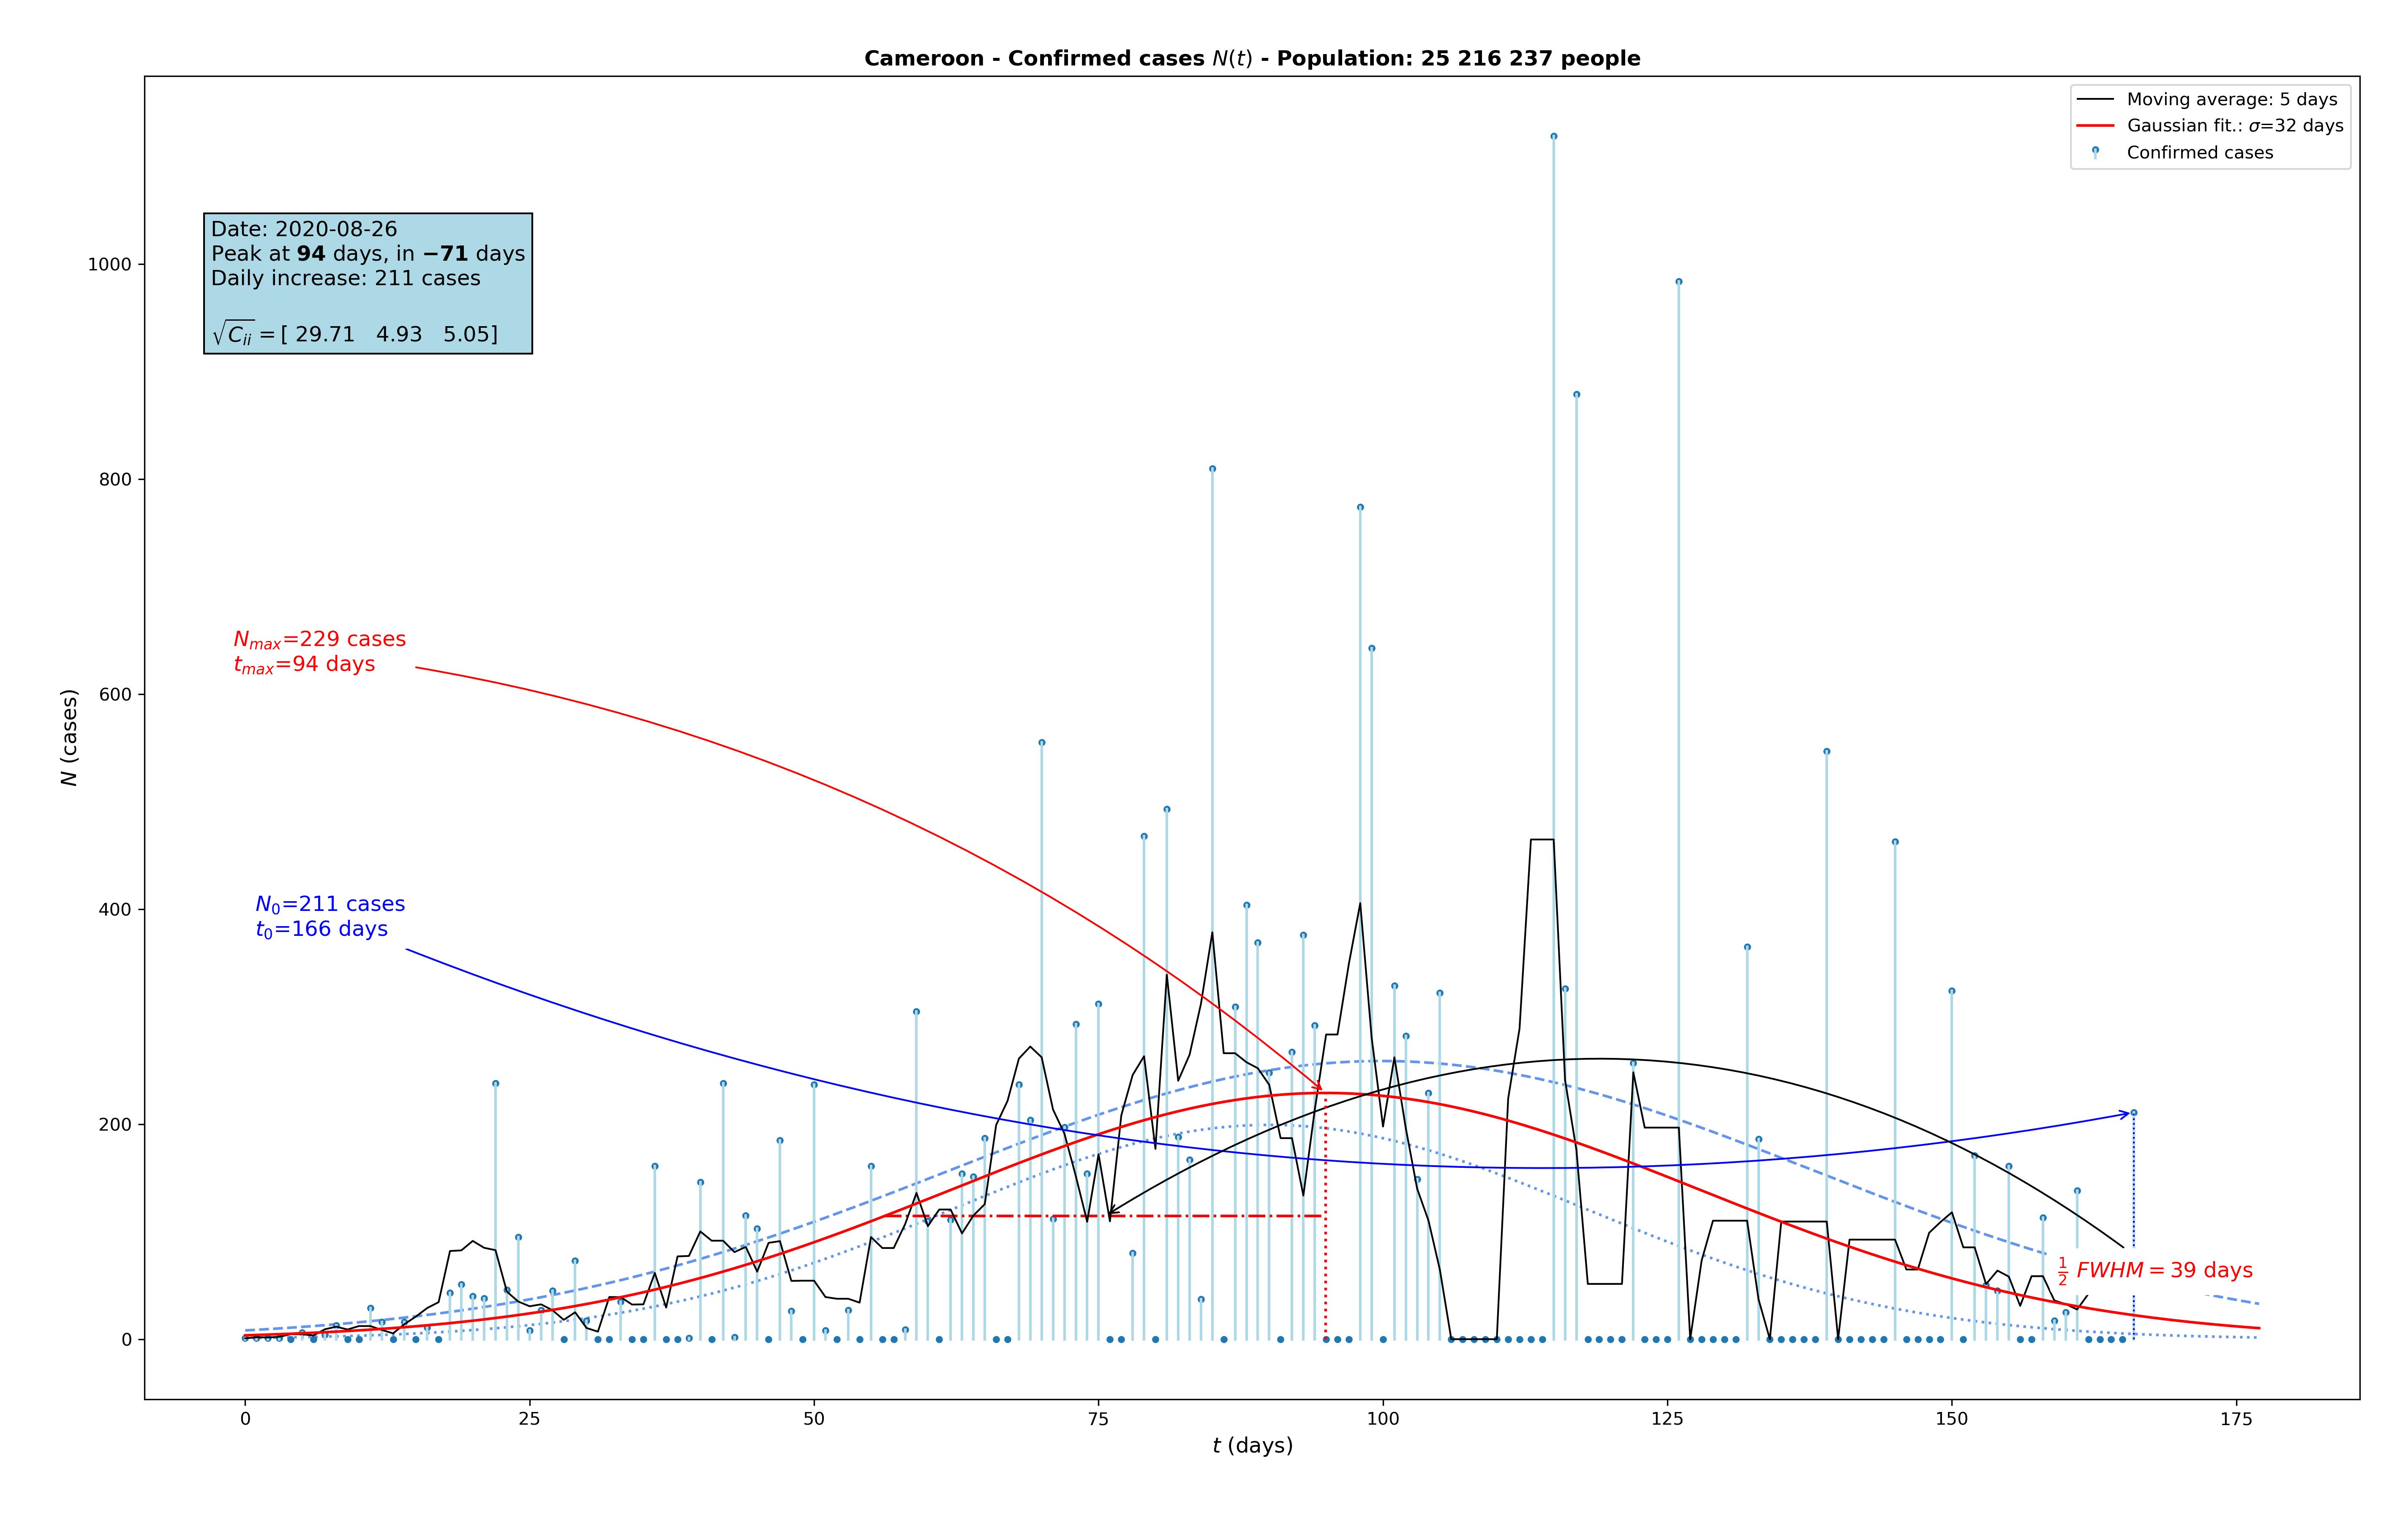 Cameroon - Confirmed cases N(t) - Population: 25 216 237 people
Moving average: 5 days
Gaussian fit.: σ=32 days
Confirmed cases
Date: 2020-08-26
Peak at 94 days, in −71 days
Daily increase: 211 cases
√C_ii = [ 29.71 4.93 5.05]
N_max=229 cases
t_max=94 days
N_0=211 cases
t_0=166 days
½ FWHM = 39 days
N (cases)
1000
800
600
400
200
0
0 25 50 75 100 125 150 175
t (days)